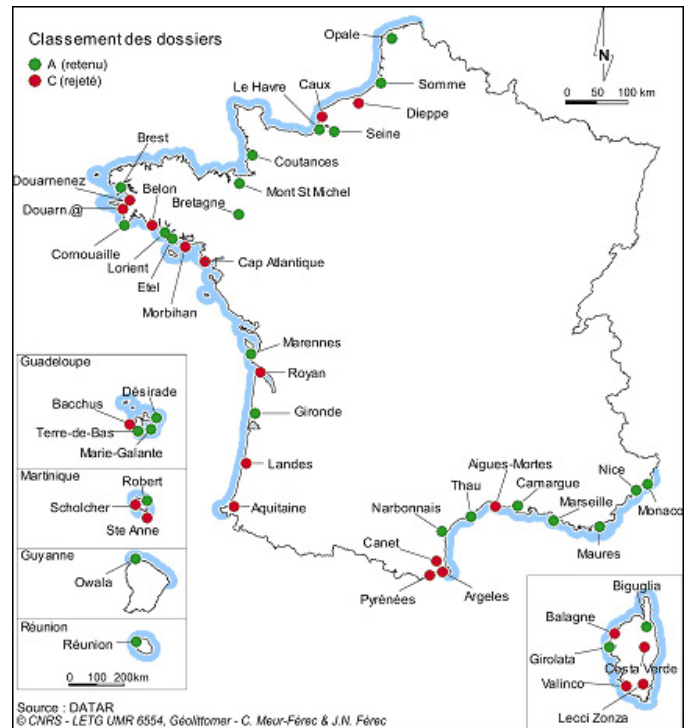 Classement des dossiers
A (retenu)
C (rejeté)
Opale
N
0 50 100 km
Somme
Le Havre
Caux
Dieppe
Seine
Coutances
Brest
Mont St Michel
Douarnenez
Belon
Bretagne
Douarn.@
Cornouaille
Lorient
Etel
Cap Atlantique
Morbihan
Marennes
Royan
Gironde
Landes
Aquitaine
Aigues-Mortes
Nice
Camargue
Thau
Monaco
Narbonnais
Marseille
Maures
Canet
Pyrénées
Argeles
Guadeloupe
Désirade
Bacchus
Terre-de-Bas
Marie-Galante
Martinique
Robert
Scholcher
Ste Anne
Guyanne
Owala
Réunion
Réunion
0 100 200km
Biguglia
Balagne
Girolata
Costa Verde
Valinco
Lecci Zonza
Source : DATAR
© CNRS - LETG UMR 6554, Géolittomer - C. Meur-Férec & J.N. Férec